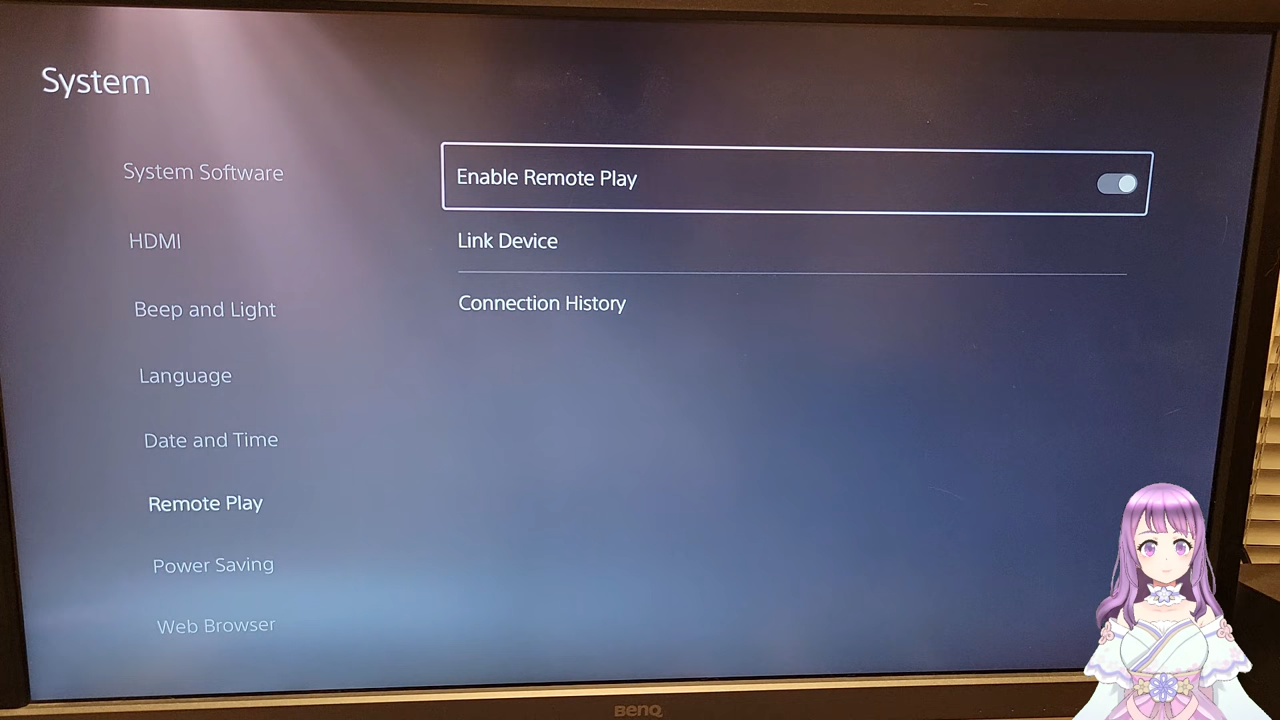 System
System Software
HDMI
Beep and Light
Language
Date and Time
Remote Play
Power Saving
Web Browser
Enable Remote Play
Link Device
Connection History
BenQ